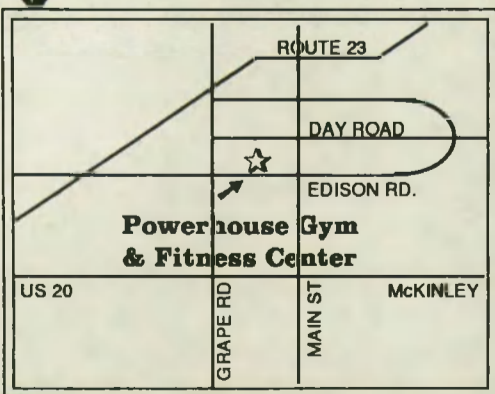 ROUTE 23
DAY ROAD
EDISON RD.
Powerhouse Gym
& Fitness Center
US 20
McKINLEY
GRAPE RD
MAIN ST